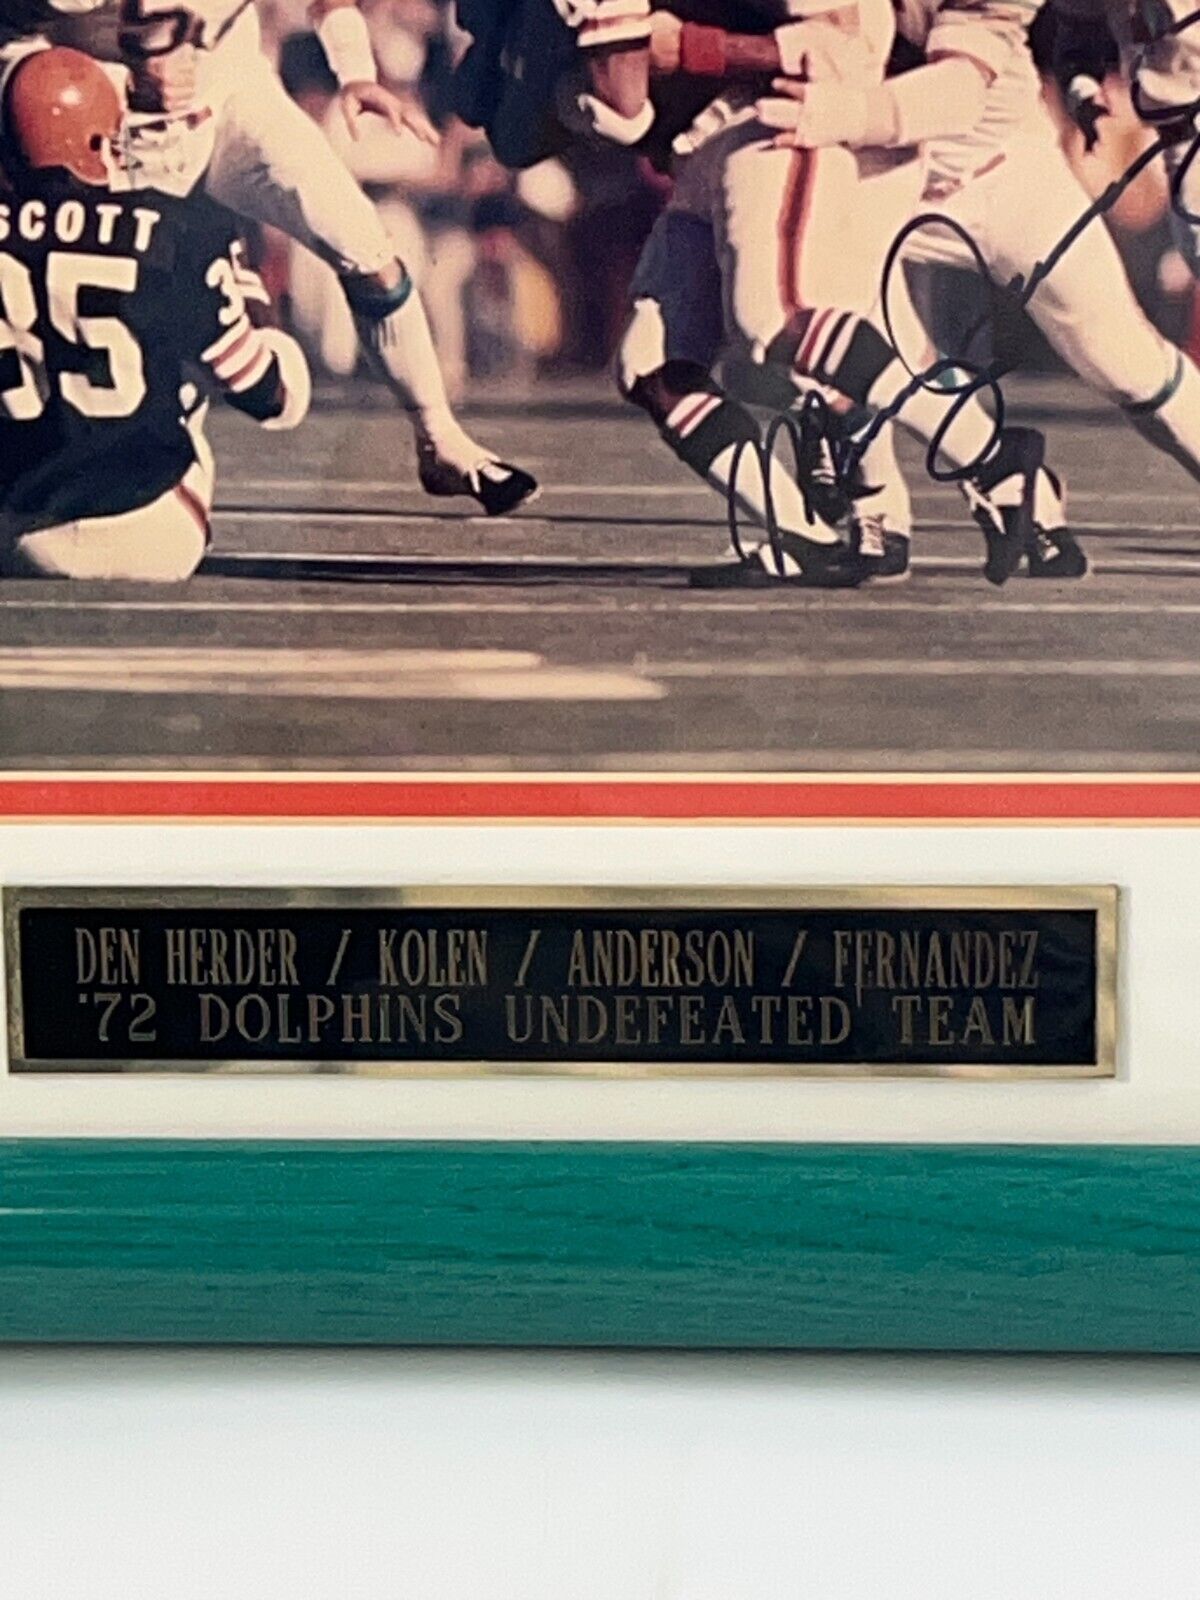 SCOTT
35
35
DEN HERDER / KOLEN / ANDERSON / FERNANDEZ
'72 DOLPHINS UNDEFEATED TEAM